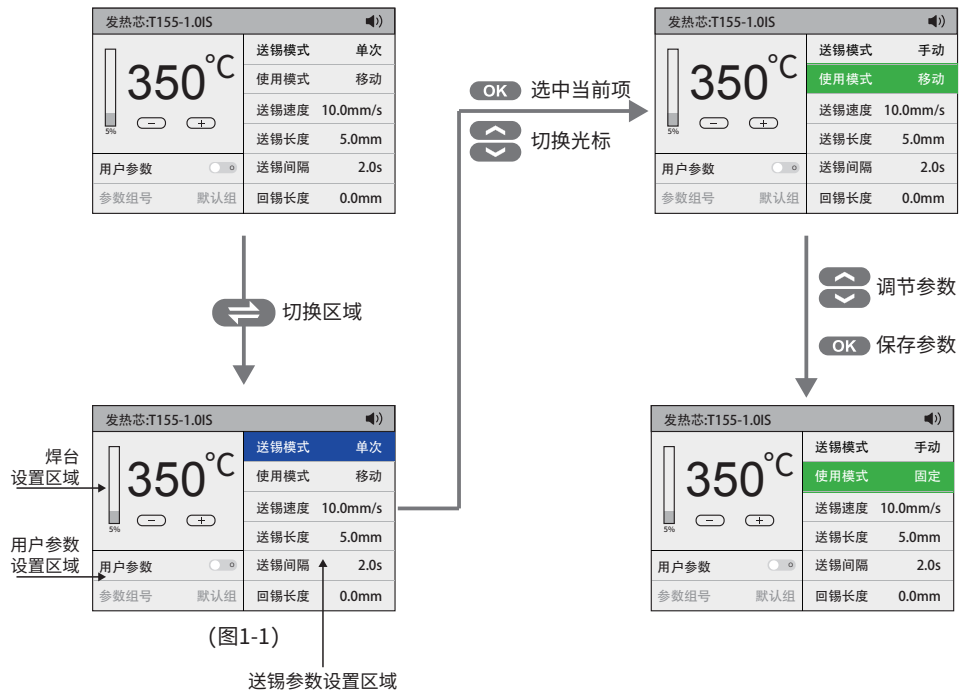 发热芯:T155-1.0IS
350°C
5%
送锡模式 单次
使用模式 移动
送锡速度 10.0mm/s
送锡长度 5.0mm
送锡间隔 2.0s
回锡长度 0.0mm
用户参数
参数组号 默认组
OK 选中当前项
切换光标
发热芯:T155-1.0IS
350°C
5%
送锡模式 手动
使用模式 移动
送锡速度 10.0mm/s
送锡长度 5.0mm
送锡间隔 2.0s
回锡长度 0.0mm
用户参数
参数组号 默认组
切换区域
调节参数
OK 保存参数
焊台
设置区域
用户参数
设置区域
发热芯:T155-1.0IS
350°C
5%
送锡模式 单次
使用模式 移动
送锡速度 10.0mm/s
送锡长度 5.0mm
送锡间隔 2.0s
回锡长度 0.0mm
用户参数
参数组号 默认组
(图1-1)
送锡参数设置区域
发热芯:T155-1.0IS
350°C
5%
送锡模式 手动
使用模式 固定
送锡速度 10.0mm/s
送锡长度 5.0mm
送锡间隔 2.0s
回锡长度 0.0mm
用户参数
参数组号 默认组